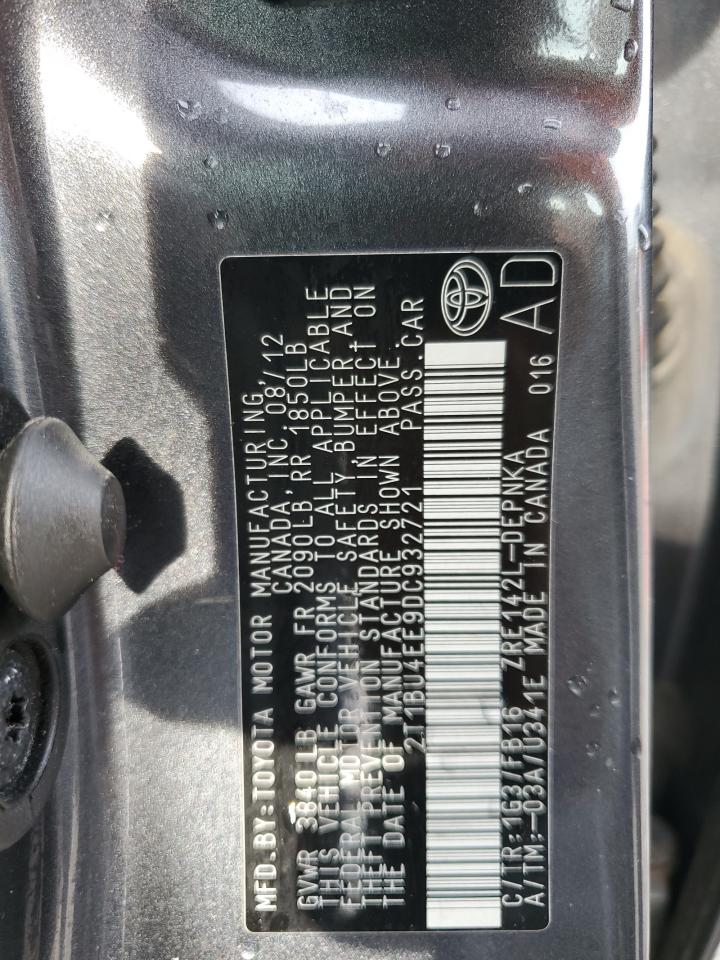 MFD.BY:TOYOTA MOTOR MANUFACTURING,
CANADA, INC. 08/12
GVWR 3840LB GAWR FR 2090LB RR 1850LB
THIS VEHICLE CONFORMS TO ALL APPLICABLE
FEDERAL MOTOR VEHICLE SAFETY BUMPER AND
THEFT PREVENTION STANDARDS IN EFFECT ON
THE DATE OF MANUFACTURE SHOWN ABOVE.
2T1BU4EE9DC932721 PASS.CAR
C/TR:1G3/FB16 ZRE142L-DEPNKA
A/TM:-03A/U341E MADE IN CANADA 016
AD